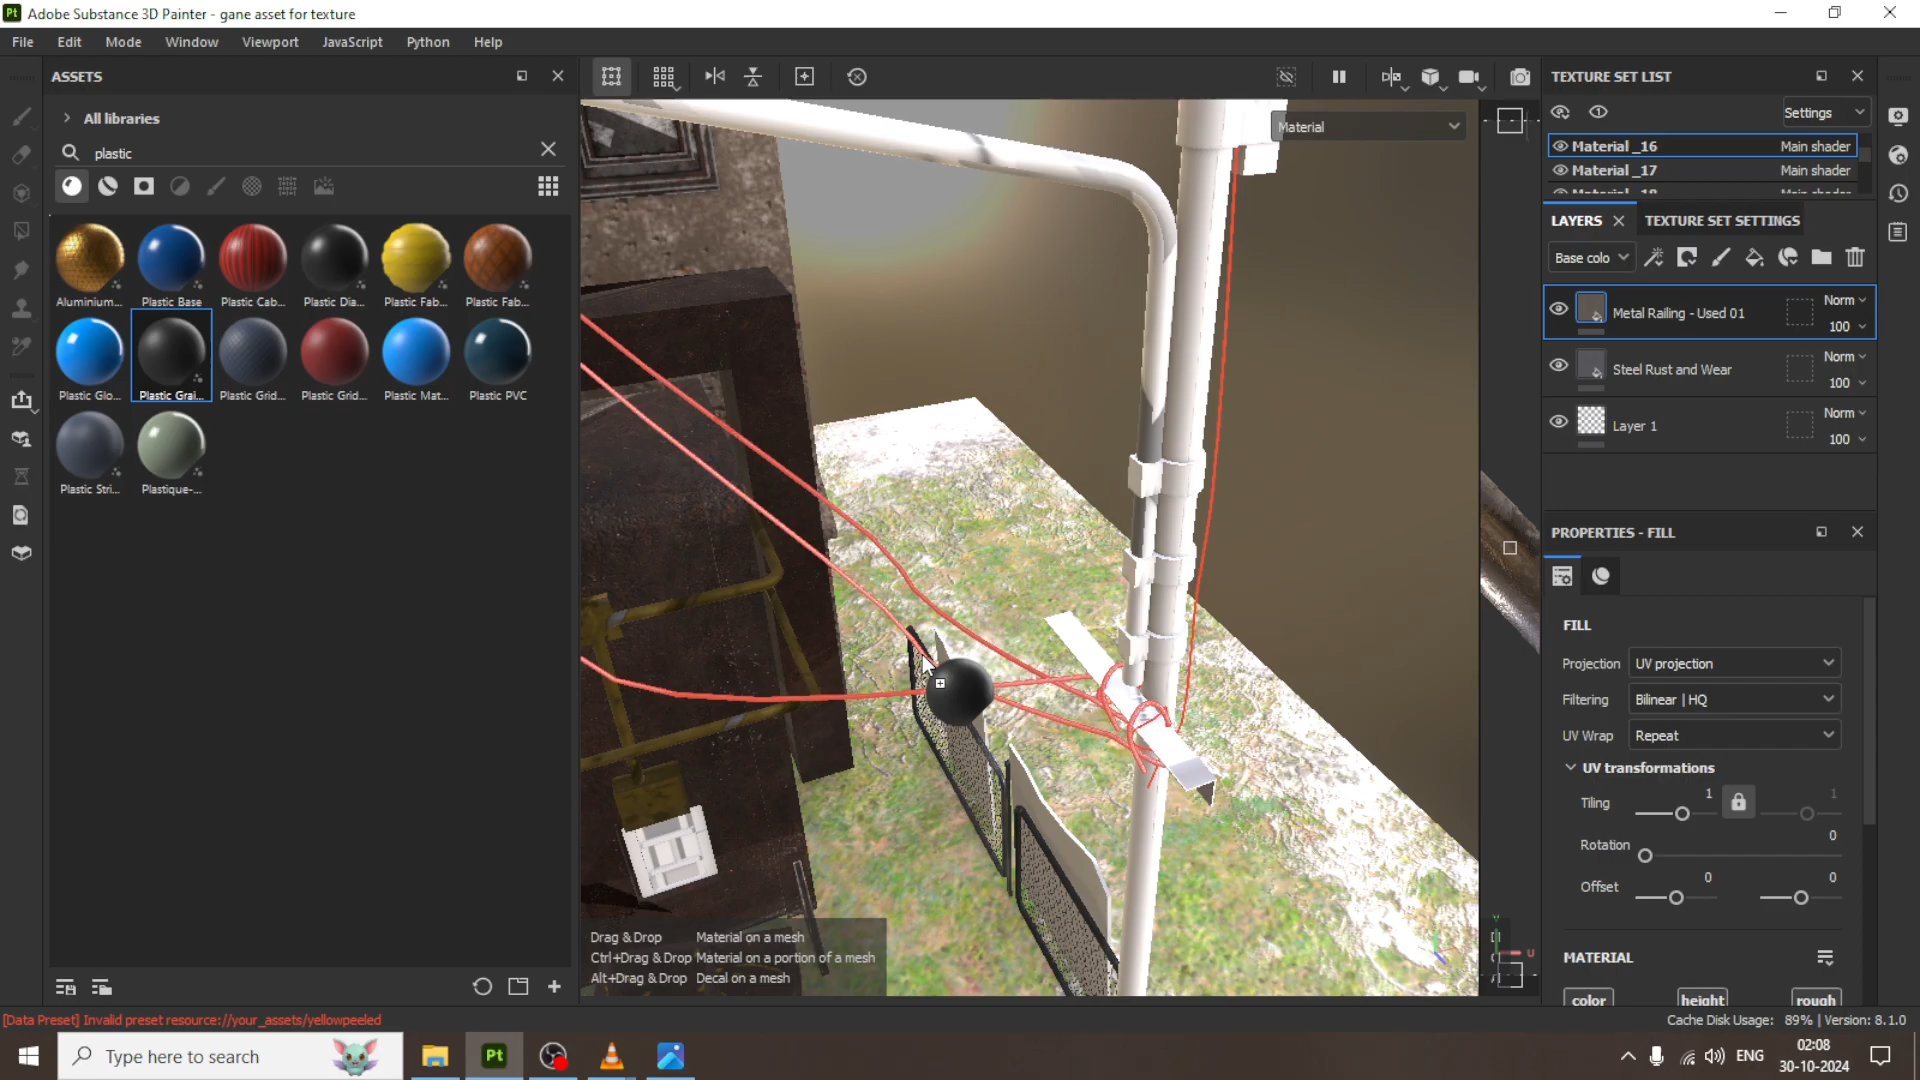 Adobe Substance 3D Painter - gane asset for texture
File Edit Mode Window Viewport JavaScript Python Help
ASSETS
All libraries
plastic
Aluminium... Plastic Base Plastic Cab... Plastic Dia... Plastic Fab... Plastic Fab...
Plastic Glo... Plastic Grai... Plastic Grid... Plastic Grid... Plastic Mat... Plastic PVC
Plastic Stri... Plastique-...
Material
Drag & Drop Material on a mesh
Ctrl+Drag & Drop Material on a portion of a mesh
Alt+Drag & Drop Decal on a mesh
TEXTURE SET LIST
Settings
Material _16 Main shader
Material _17 Main shader
LAYERS TEXTURE SET SETTINGS
Base colo
Metal Railing - Used 01 Norm 100
Steel Rust and Wear Norm 100
Layer 1 Norm 100
PROPERTIES - FILL
FILL
Projection UV projection
Filtering Bilinear | HQ
UV Wrap Repeat
UV transformations
Tiling 1 1
Rotation 0
Offset 0 0
MATERIAL
color height rough
[Data Preset] Invalid preset resource://your_assets/yellowpeeled
Cache Disk Usage: 89% | Version: 8.1.0
Type here to search
Pt
ENG
02:08
30-10-2024